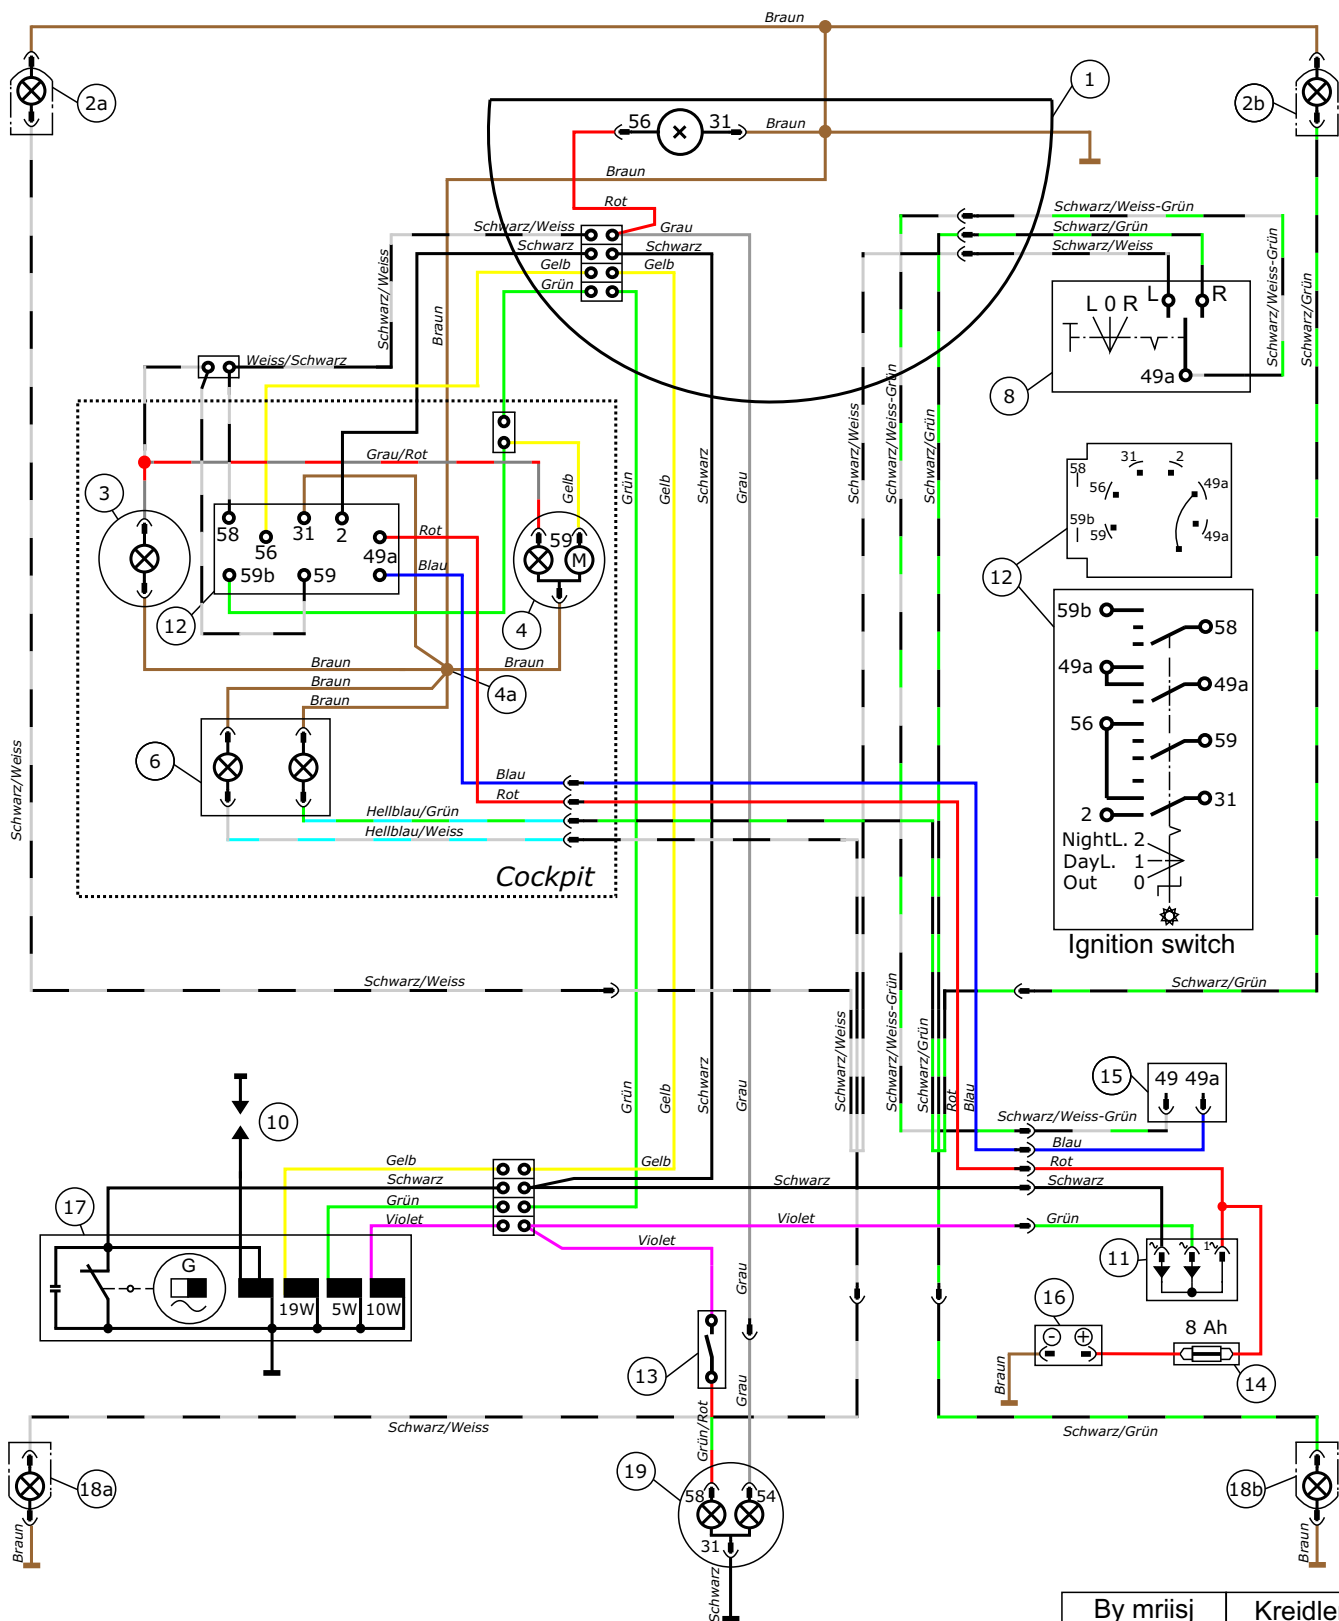 Braun
2a
1
2b
56
31
Braun
Braun
Rot
Schwarz/Weiss
Grau
Schwarz
Schwarz
Gelb
Gelb
Grün
Schwarz/Weiss
Braun
Weiss/Schwarz
Schwarz/Weiss-Grün
Schwarz/Grün
Schwarz/Weiss
L
R
L 0 R
49a
8
Schwarz/Weiss-Grün
Schwarz/Grün
Grau/Rot
Gelb
Grün
Gelb
Schwarz
Grau
Schwarz/Weiss
Schwarz/Weiss-Grün
Schwarz/Grün
3
58
56
31
2
49a
59b
59
Rot
Blau
59
M
12
4
Braun
Braun
4a
Braun
Braun
6
58
31
2
56
49a
59b
59
49a
12
59b
58
49a
49a
56
59
2
31
NightL. 2
DayL. 1
Out 0
Ignition switch
Blau
Rot
Hellblau/Grün
Hellblau/Weiss
Cockpit
Schwarz/Weiss
Schwarz/Weiss
Schwarz/Grün
Grün
Gelb
Schwarz
Grau
Schwarz/Weiss
Schwarz/Weiss-Grün
Schwarz/Grün
Rot
Blau
15
49 49a
Schwarz/Weiss-Grün
Blau
Rot
Schwarz
10
Gelb
Gelb
Schwarz
Schwarz
Grün
Violet
Violet
Grün
Violet
17
G
19W
5W
10W
11
1
16
8 Ah
14
Braun
Grau
13
Grau
Grün/Rot
Schwarz/Weiss
Schwarz/Grün
18a
19
58
54
31
18b
Braun
Schwarz
Braun
By mriisj
Kreidle